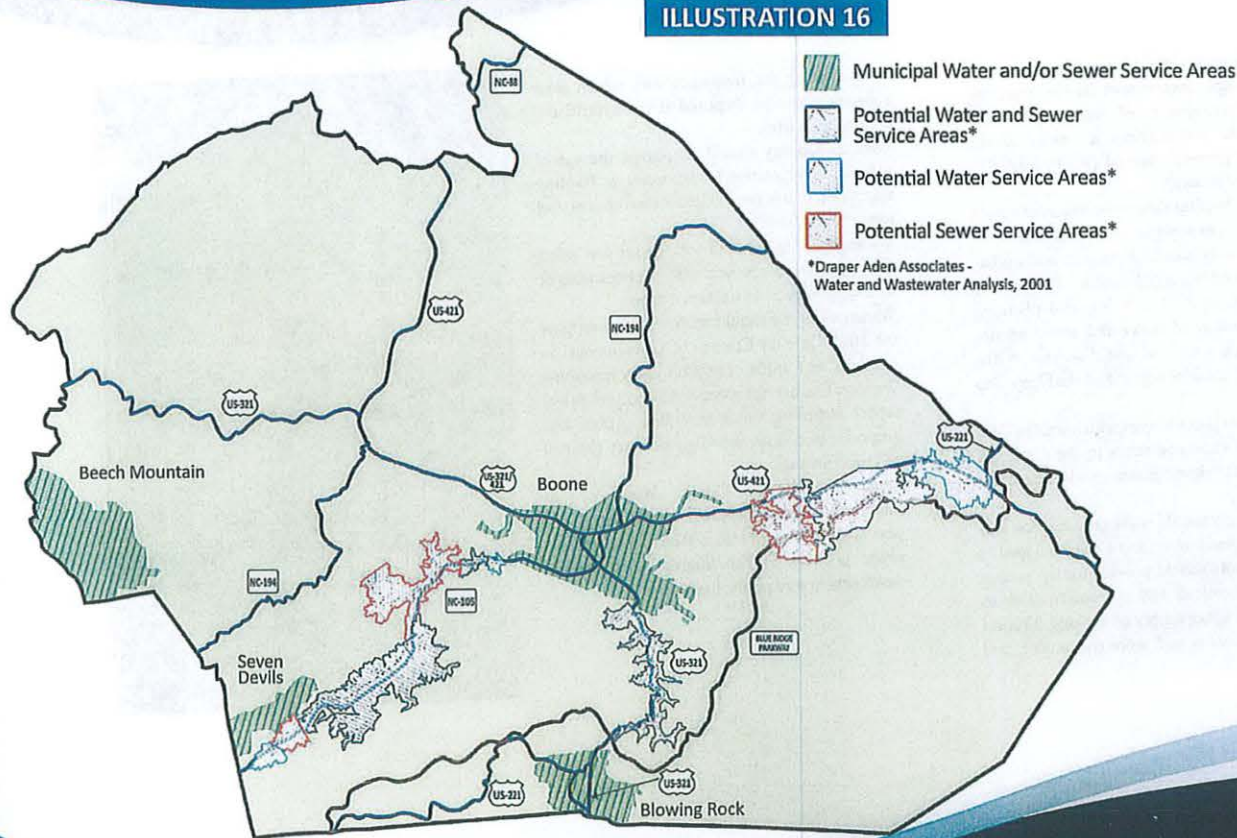 ILLUSTRATION 16
Municipal Water and/or Sewer Service Areas
Potential Water and Sewer
Service Areas*
Potential Water Service Areas*
Potential Sewer Service Areas*
*Draper Aden Associates -
Water and Wastewater Analysis, 2001
NC-88
US-421
NC-194
US-321
Beech Mountain
US-321/
Boone
US-421
US-221
NC-194
NC-105
Seven
Devils
US-321
BLUE RIDGE
PARKWAY
US-221
US-321
Blowing Rock